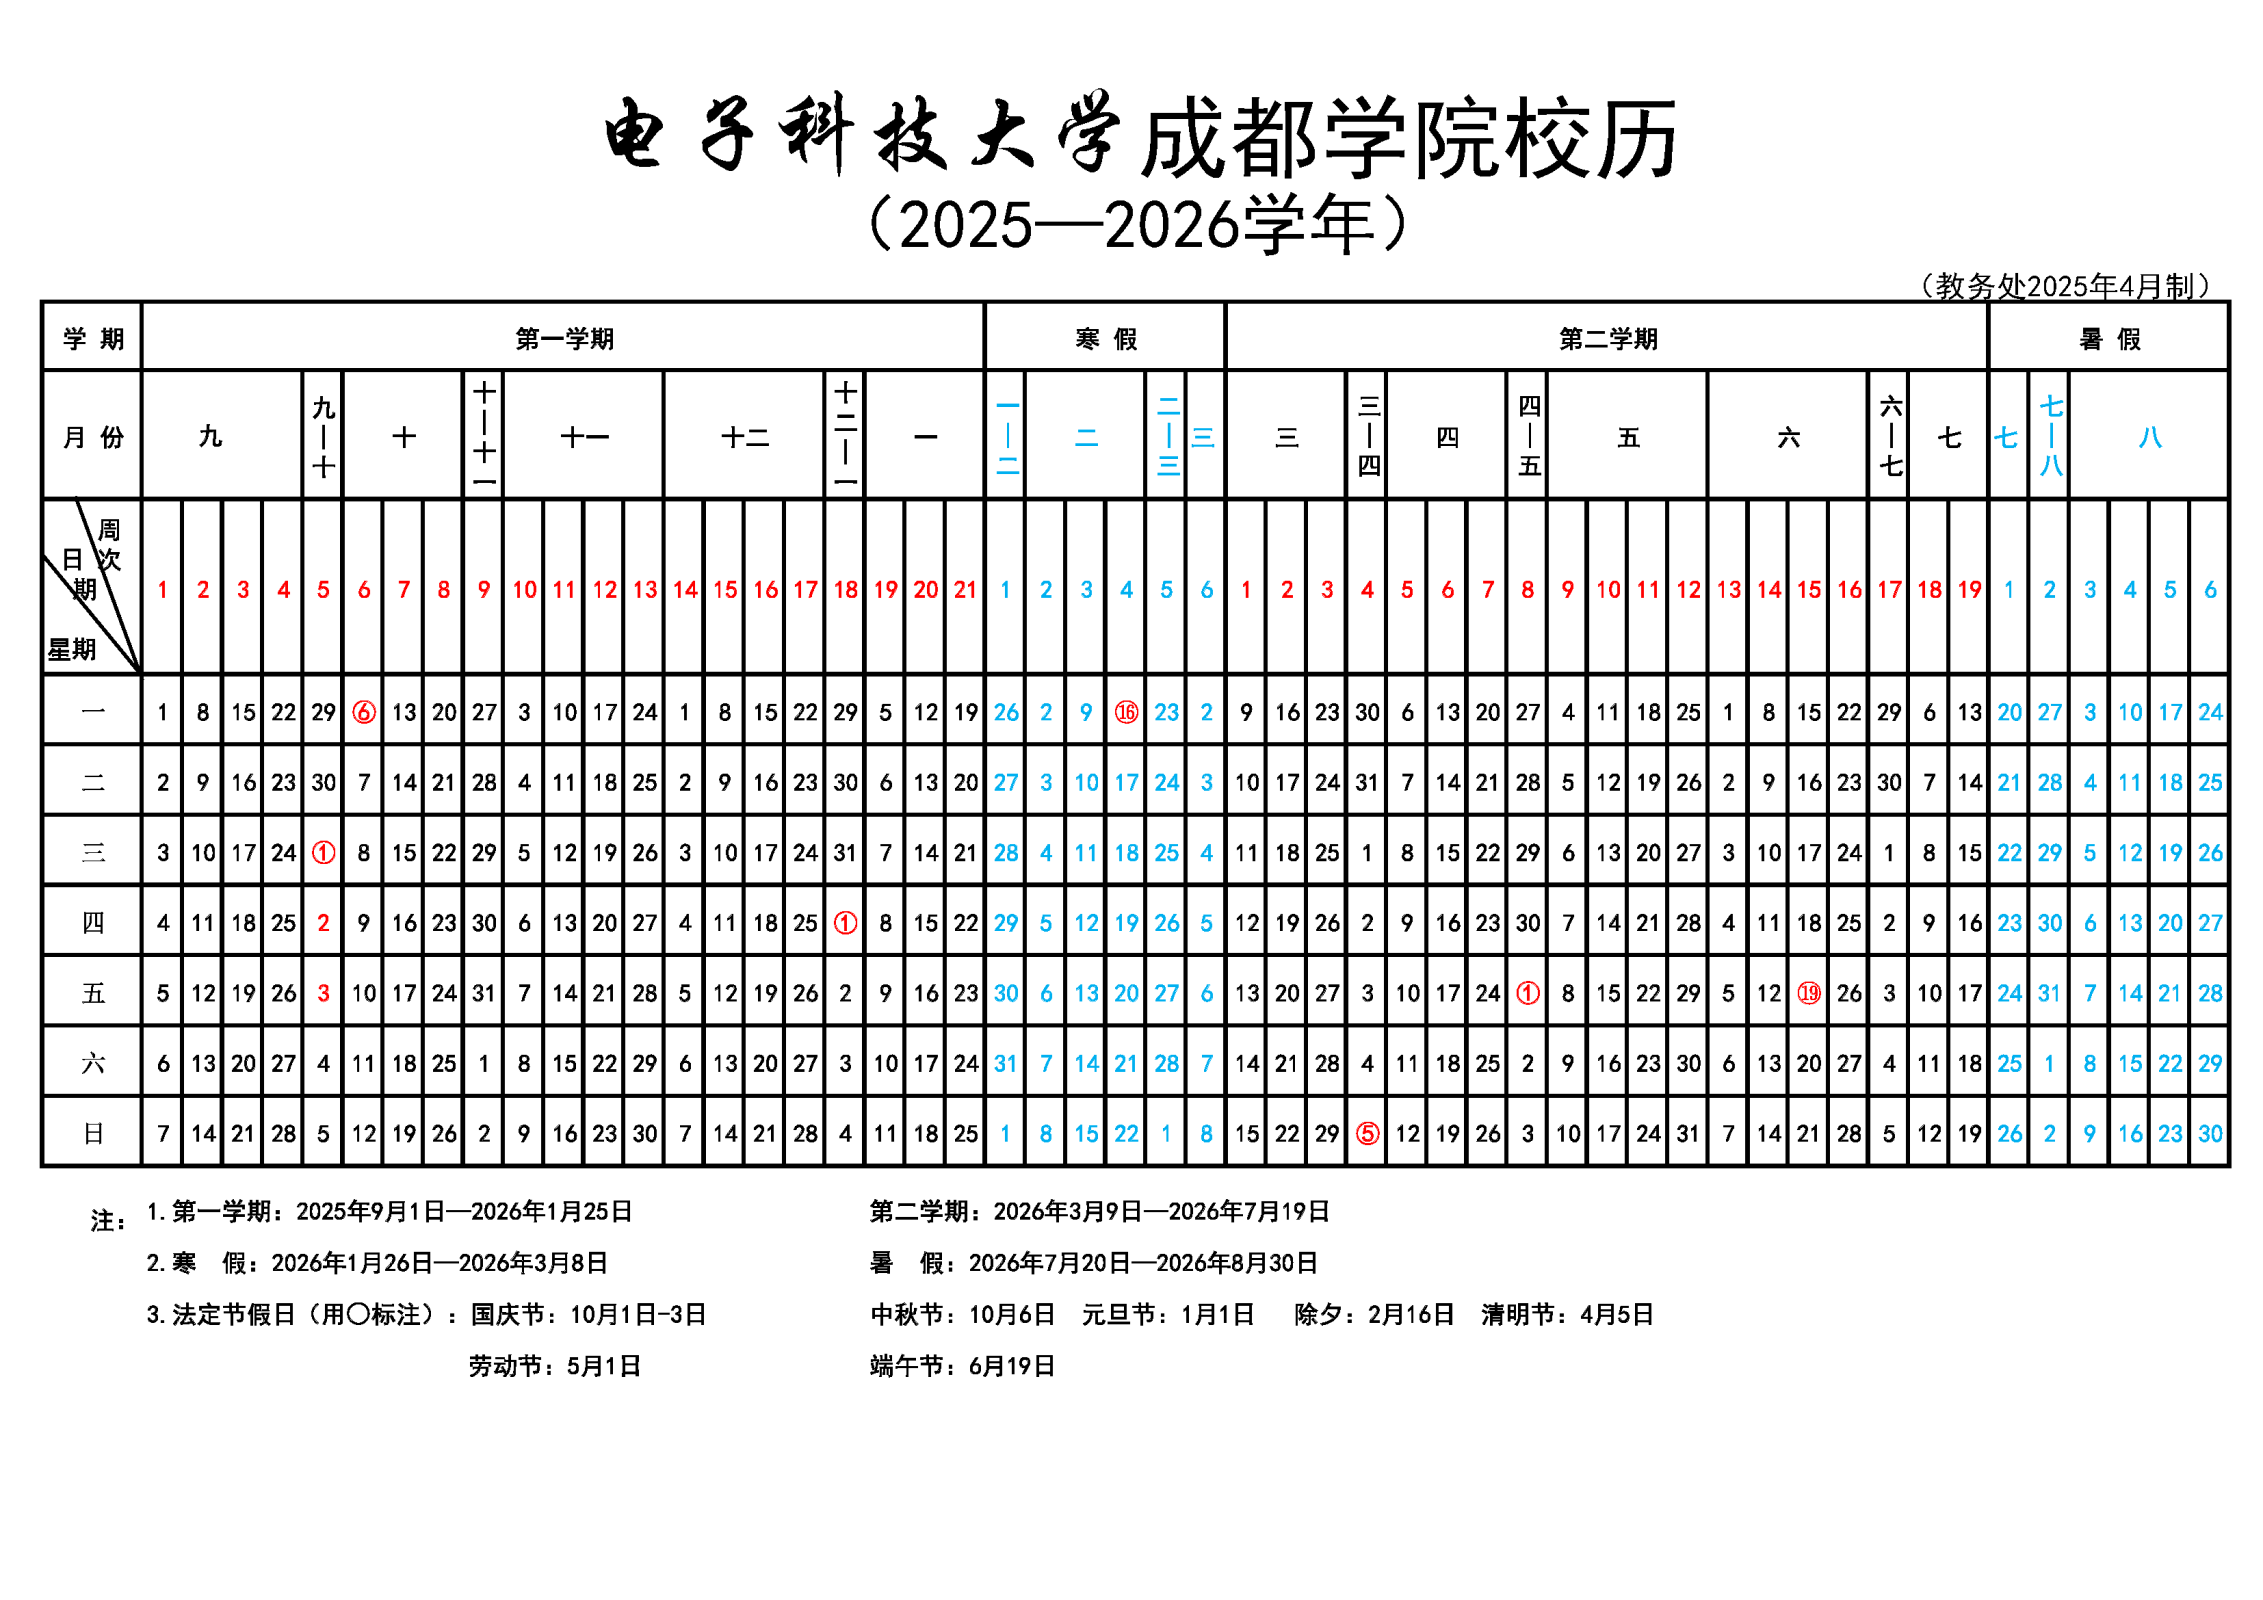 电子科技大学成都学院校历
（2025—2026学年）
（教务处2025年4月制）
学 期 第一学期 寒 假 第二学期 暑 假
月 份 九 九—十 十 十—十一 十一 十二 十二—一 一 一—二 二 二—三 三 三 三—四 四 四—五 五 六 六—七 七 七 七—八 八
周次 日期 星期 1 2 3 4 5 6 7 8 9 10 11 12 13 14 15 16 17 18 19 20 21 1 2 3 4 5 6 1 2 3 4 5 6 7 8 9 10 11 12 13 14 15 16 17 18 19 1 2 3 4 5 6
一 1 8 15 22 29 ⑥ 13 20 27 3 10 17 24 1 8 15 22 29 5 12 19 26 2 9 ⑯ 23 2 9 16 23 30 6 13 20 27 4 11 18 25 1 8 15 22 29 6 13 20 27 3 10 17 24
二 2 9 16 23 30 7 14 21 28 4 11 18 25 2 9 16 23 30 6 13 20 27 3 10 17 24 3 10 17 24 31 7 14 21 28 5 12 19 26 2 9 16 23 30 7 14 21 28 4 11 18 25
三 3 10 17 24 ① 8 15 22 29 5 12 19 26 3 10 17 24 31 7 14 21 28 4 11 18 25 4 11 18 25 1 8 15 22 29 6 13 20 27 3 10 17 24 1 8 15 22 29 5 12 19 26
四 4 11 18 25 2 9 16 23 30 6 13 20 27 4 11 18 25 ① 8 15 22 29 5 12 19 26 5 12 19 26 2 9 16 23 30 7 14 21 28 4 11 18 25 2 9 16 23 30 6 13 20 27
五 5 12 19 26 3 10 17 24 31 7 14 21 28 5 12 19 26 2 9 16 23 30 6 13 20 27 6 13 20 27 3 10 17 24 ① 8 15 22 29 5 12 ⑲ 26 3 10 17 24 31 7 14 21 28
六 6 13 20 27 4 11 18 25 1 8 15 22 29 6 13 20 27 3 10 17 24 31 7 14 21 28 7 14 21 28 4 11 18 25 2 9 16 23 30 6 13 20 27 4 11 18 25 1 8 15 22 29
日 7 14 21 28 5 12 19 26 2 9 16 23 30 7 14 21 28 4 11 18 25 1 8 15 22 1 8 15 22 29 ⑤ 12 19 26 3 10 17 24 31 7 14 21 28 5 12 19 26 2 9 16 23 30
注： 1.第一学期：2025年9月1日—2026年1月25日 第二学期：2026年3月9日—2026年7月19日
2.寒 假：2026年1月26日—2026年3月8日 暑 假：2026年7月20日—2026年8月30日
3.法定节假日（用〇标注）：国庆节：10月1日-3日 中秋节：10月6日 元旦节：1月1日 除夕：2月16日 清明节：4月5日
劳动节：5月1日 端午节：6月19日